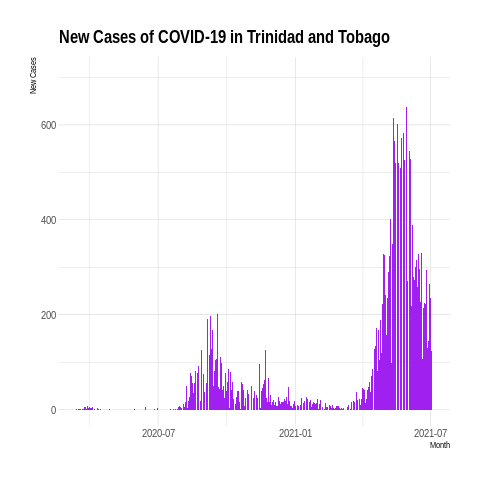 New Cases of COVID-19 in Trinidad and Tobago
New Cases
600
400
200
0
2020-07
2021-01
2021-07
Month